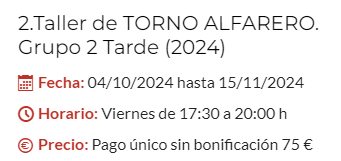 2.Taller de TORNO ALFARERO.
Grupo 2 Tarde (2024)
Fecha: 04/10/2024 hasta 15/11/2024
Horario: Viernes de 17:30 a 20:00 h
Precio: Pago único sin bonificación 75 €